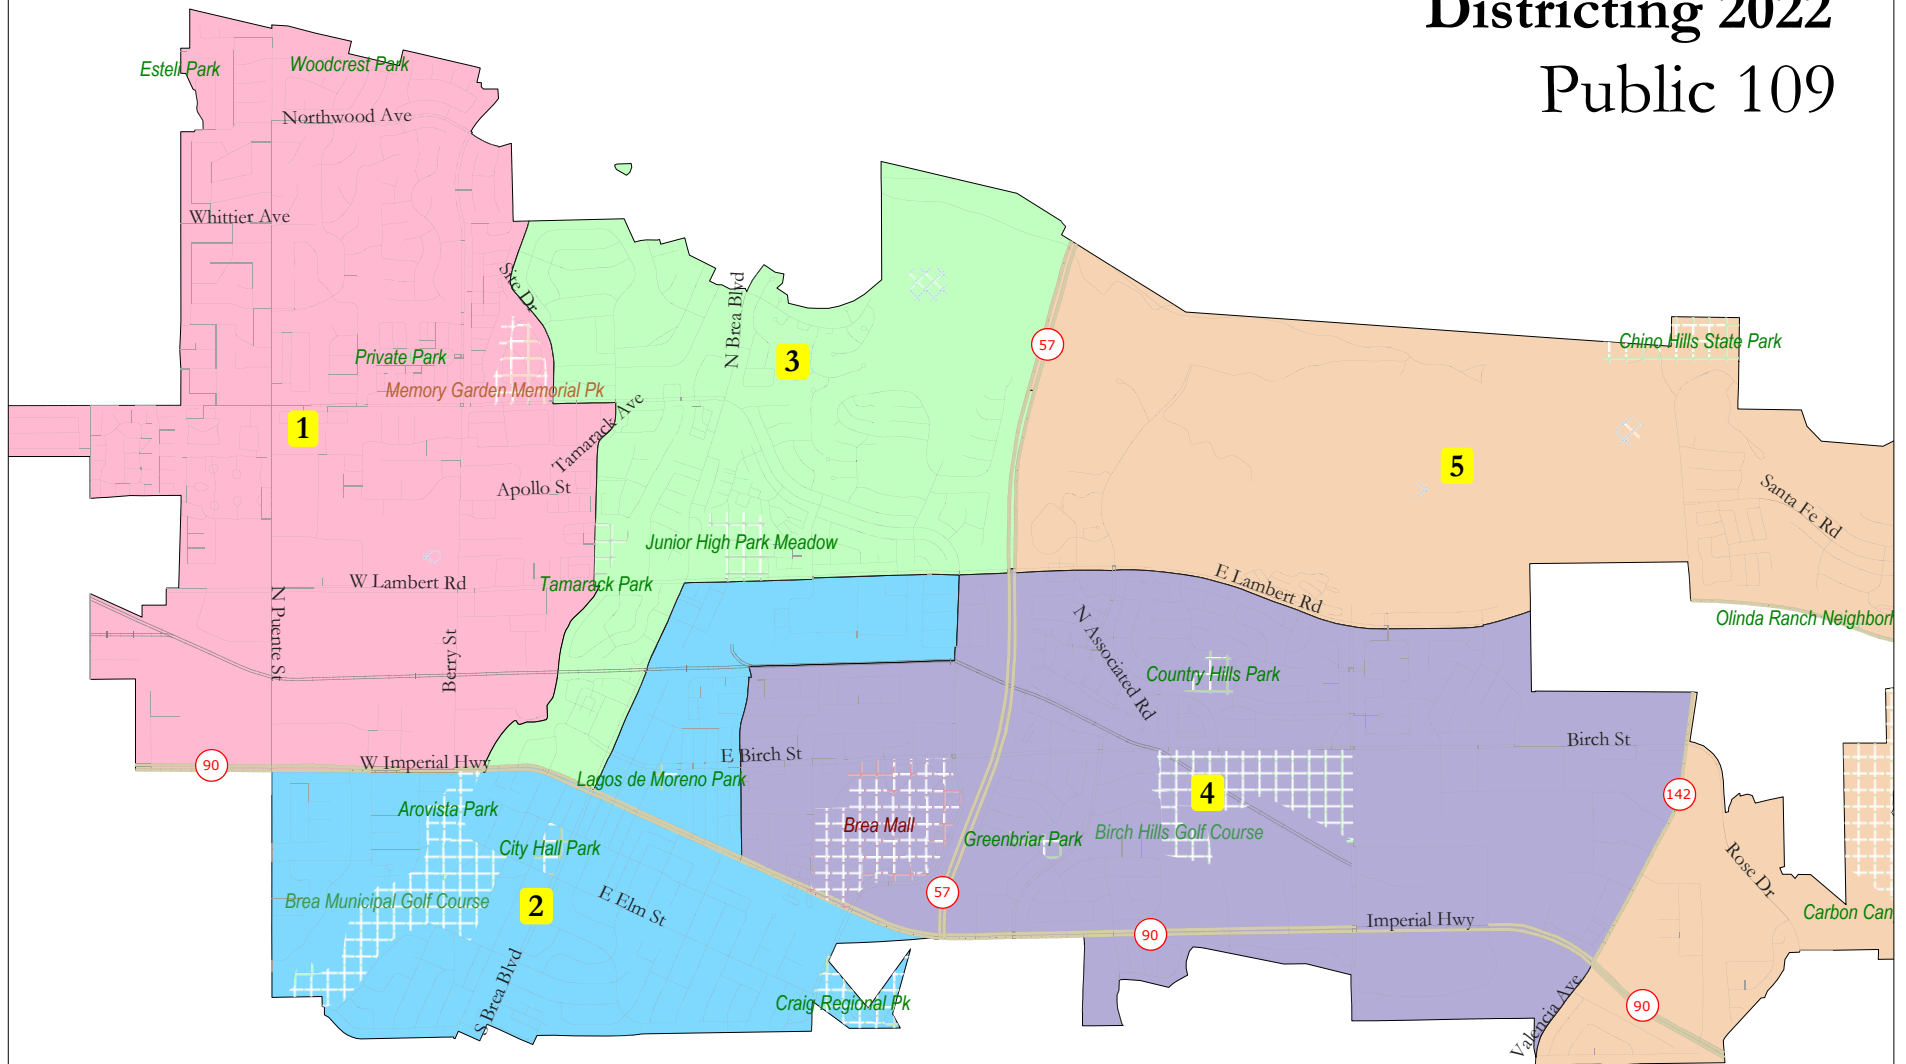 Districting 2022
Public 109
Estell Park
Woodcrest Park
Northwood Ave
Whittier Ave
Site Dr
N Brea Blvd
57
3
Private Park
Chino Hills State Park
Memory Garden Memorial Pk
1
Tamarack Ave
5
Apollo St
Santa Fe Rd
Junior High Park Meadow
W Lambert Rd
Tamarack Park
E Lambert Rd
N Puente St
Berry St
N Associated Rd
Olinda Ranch Neighbor
Country Hills Park
Birch St
E Birch St
90
W Imperial Hwy
Lagos de Moreno Park
4
142
Arovista Park
Brea Mall
Greenbriar Park
Birch Hills Golf Course
City Hall Park
Rose Dr
Brea Municipal Golf Course
2
E Elm St
57
Carbon Can
Imperial Hwy
90
S Brea Blvd
Craig Regional Pk
Valencia Ave
90